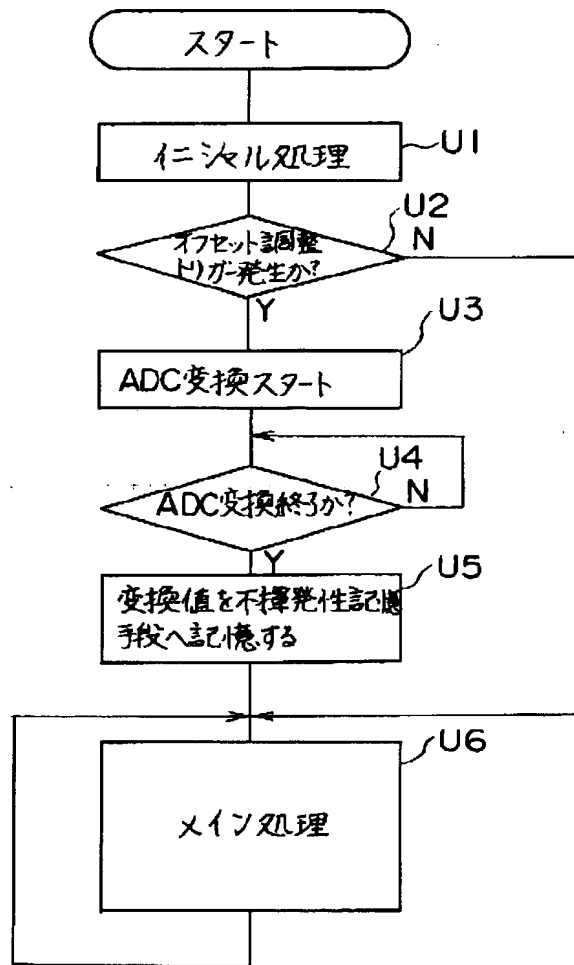 スタート
イニシャル処理
U1
U2
オフセット調整
トリガー発生か?
N
Y
U3
ADC変換スタート
U4
ADC変換終了か?
N
Y
U5
変換値を不揮発性記憶
手段へ記憶する
U6
メイン処理